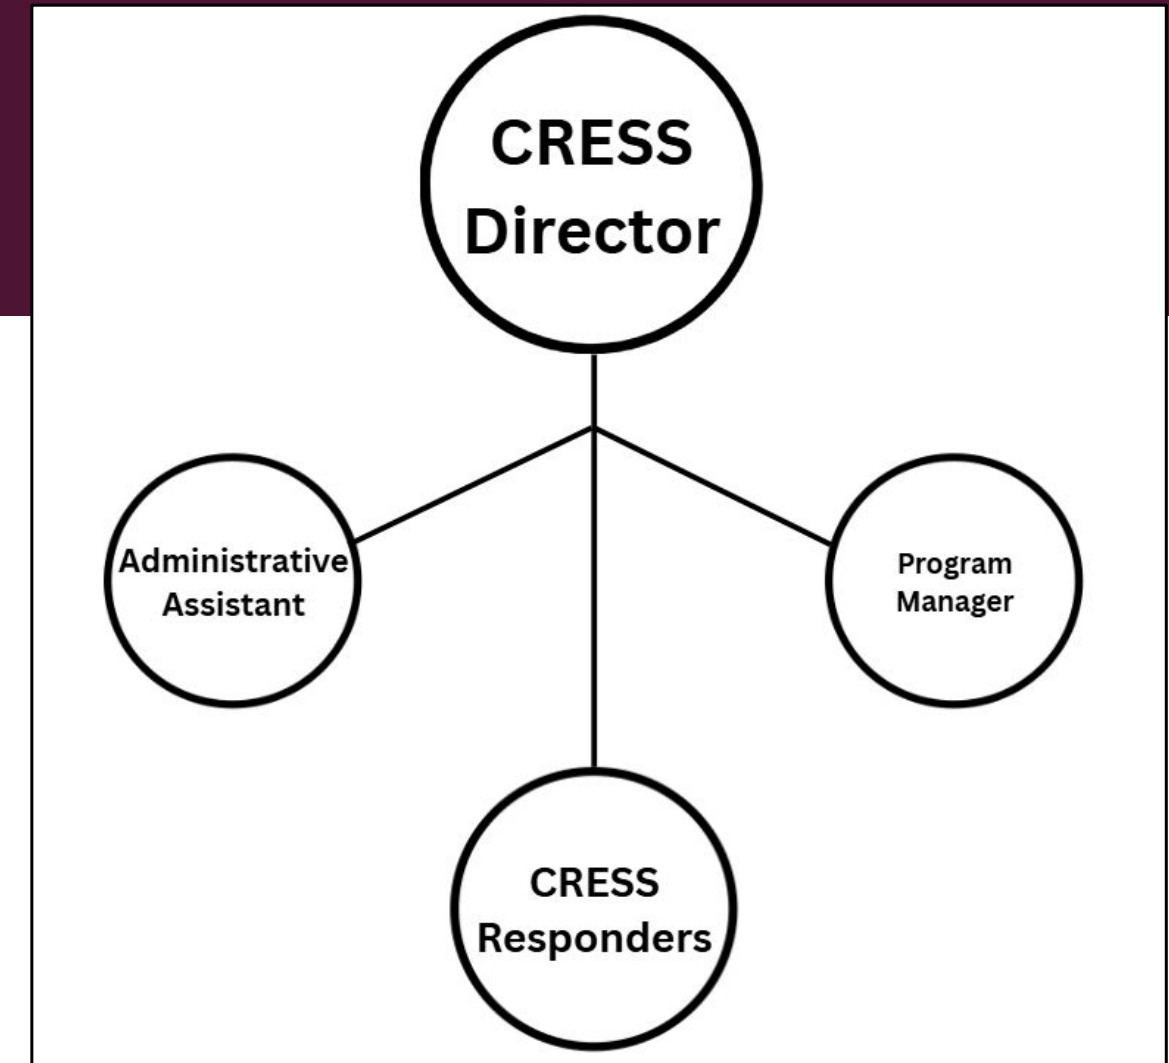 CRESS
Director
Administrative
Assistant
Program
Manager
CRESS
Responders